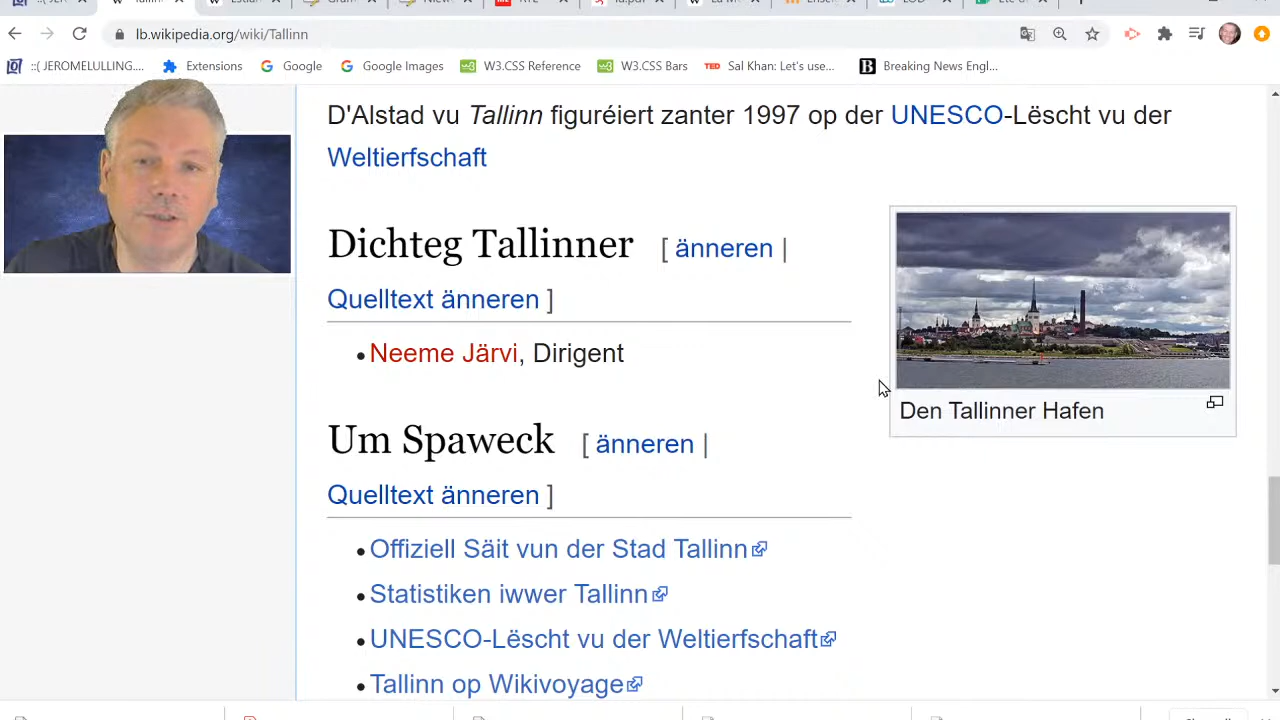 Tallinn
lb.wikipedia.org/wiki/Tallinn
::( JEROMELULLING....
Extensions
Google
Google Images
W3.CSS Reference
W3.CSS Bars
TED
Sal Khan: Let's use...
B
Breaking News Engl...
D'Alstad vu Tallinn figuréiert zanter 1997 op der UNESCO-Lëscht vu der
Weltierfschaft
Dichteg Tallinner [ änneren |
Quelltext änneren ]
Neeme Järvi, Dirigent
Den Tallinner Hafen
Um Spaweck [ änneren |
Quelltext änneren ]
Offiziell Säit vun der Stad Tallinn
Statistiken iwwer Tallinn
UNESCO-Lëscht vu der Weltierfschaft
Tallinn op Wikivoyage